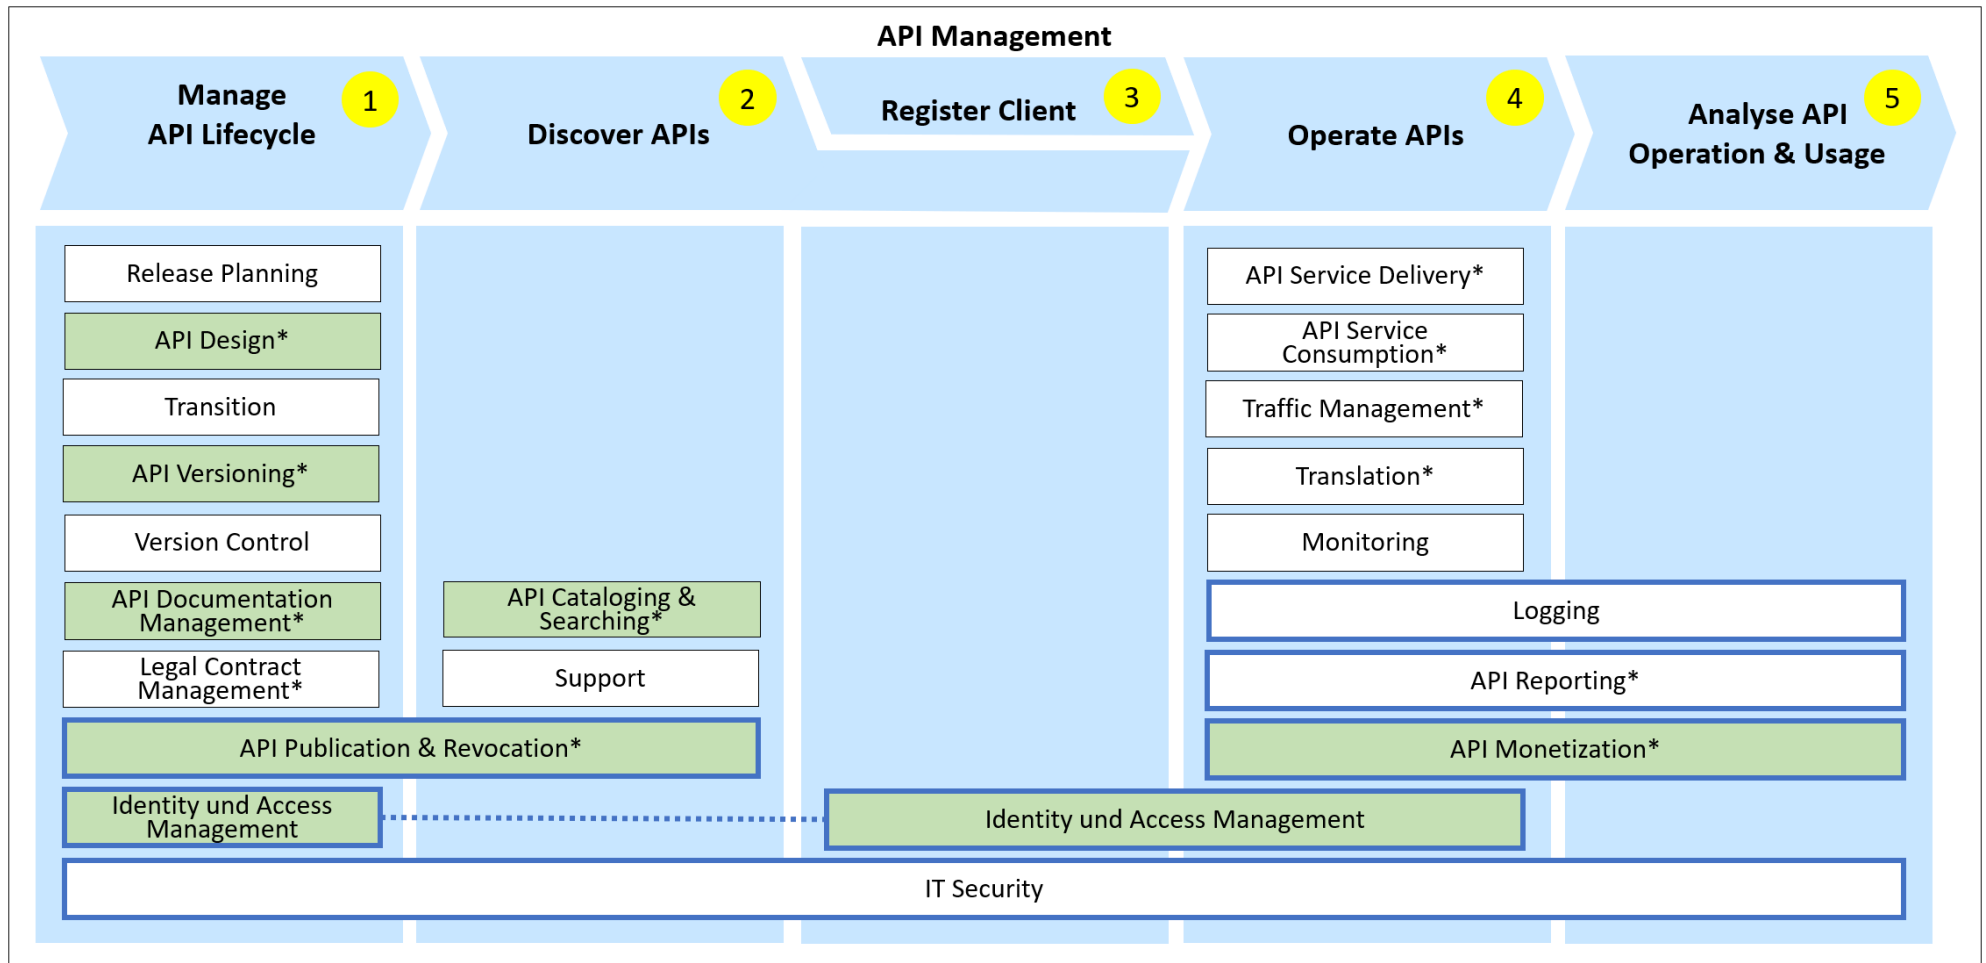 API Management
Manage
API Lifecycle
1
Discover APIs
2
Register Client
3
Operate APIs
4
Analyse API
Operation & Usage
5
Release Planning
API Design*
Transition
API Versioning*
Version Control
API Documentation
Management*
Legal Contract
Management*
API Cataloging &
Searching*
Support
API Service Delivery*
API Service
Consumption*
Traffic Management*
Translation*
Monitoring
Logging
API Reporting*
API Publication & Revocation*
API Monetization*
Identity und Access
Management
Identity und Access Management
IT Security